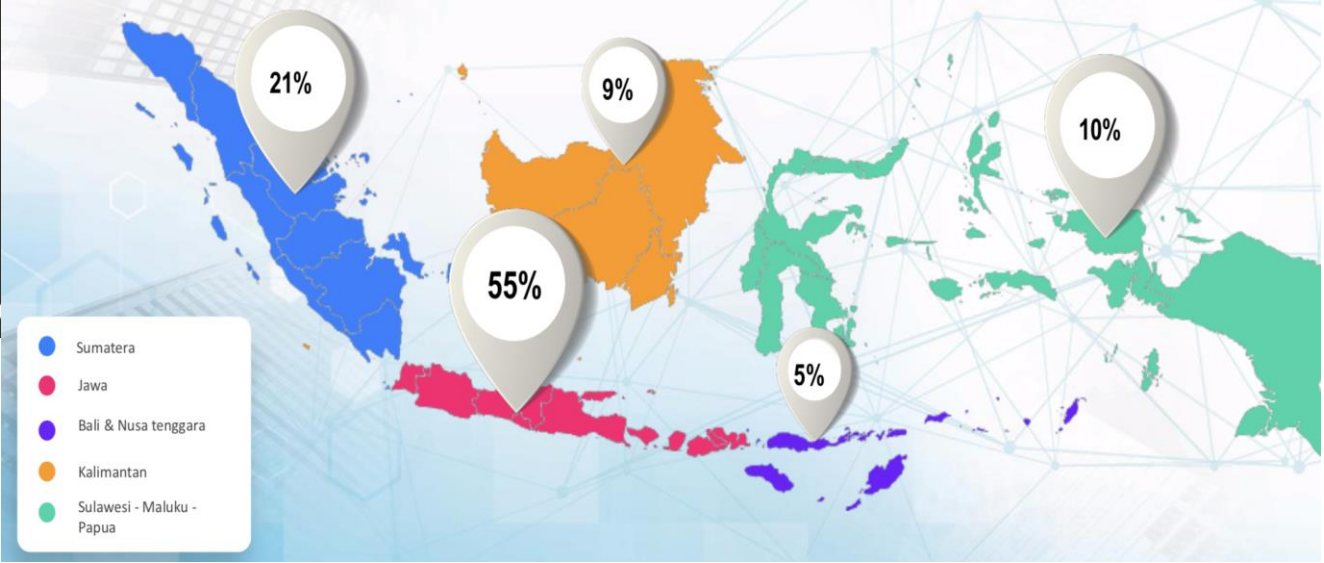 21%
9%
10%
55%
5%
Sumatera
Jawa
Bali & Nusa tenggara
Kalimantan
Sulawesi - Maluku -
Papua